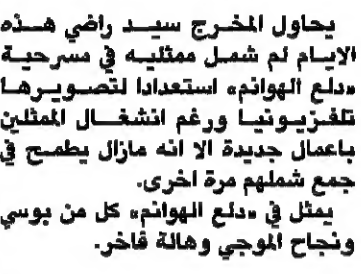 يحاول المخرج سيد راضي هذه
الايام لم شمل ممثليه في مسرحية
«دلع الهوانم» استعدادا لتصويرها
تلفزيونيا ورغم انشغال الممثلين
باعمال جديدة الا انه مازال يطمح في
جمع شملهم مرة اخرى.
يمثل في «دلع الهوانم» كل من بوسي
ونجاح الموجي وهالة فاخر.